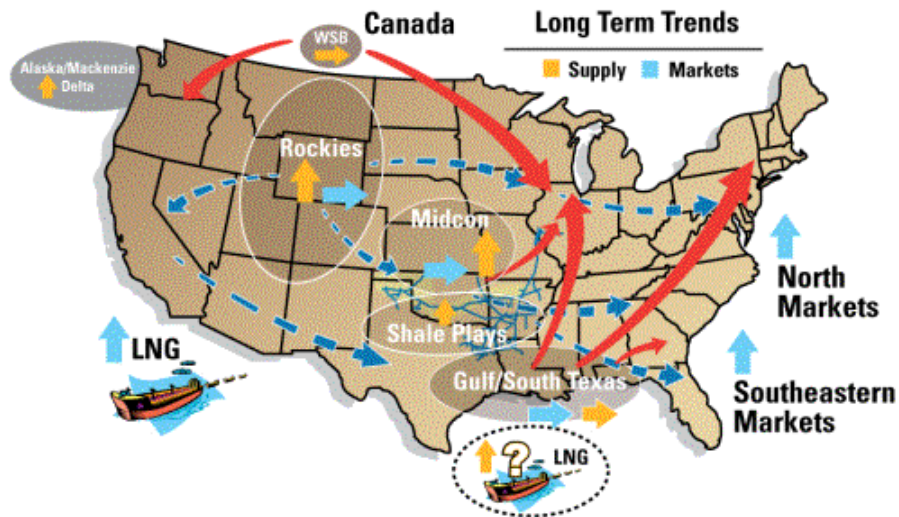 Canada
Long Term Trends
WSB
Supply
Markets
Alaska/Mackenzie
Delta
Rockies
Midcon
North
Markets
Shale Plays
LNG
Gulf/South Texas
Southeastern
Markets
?
LNG